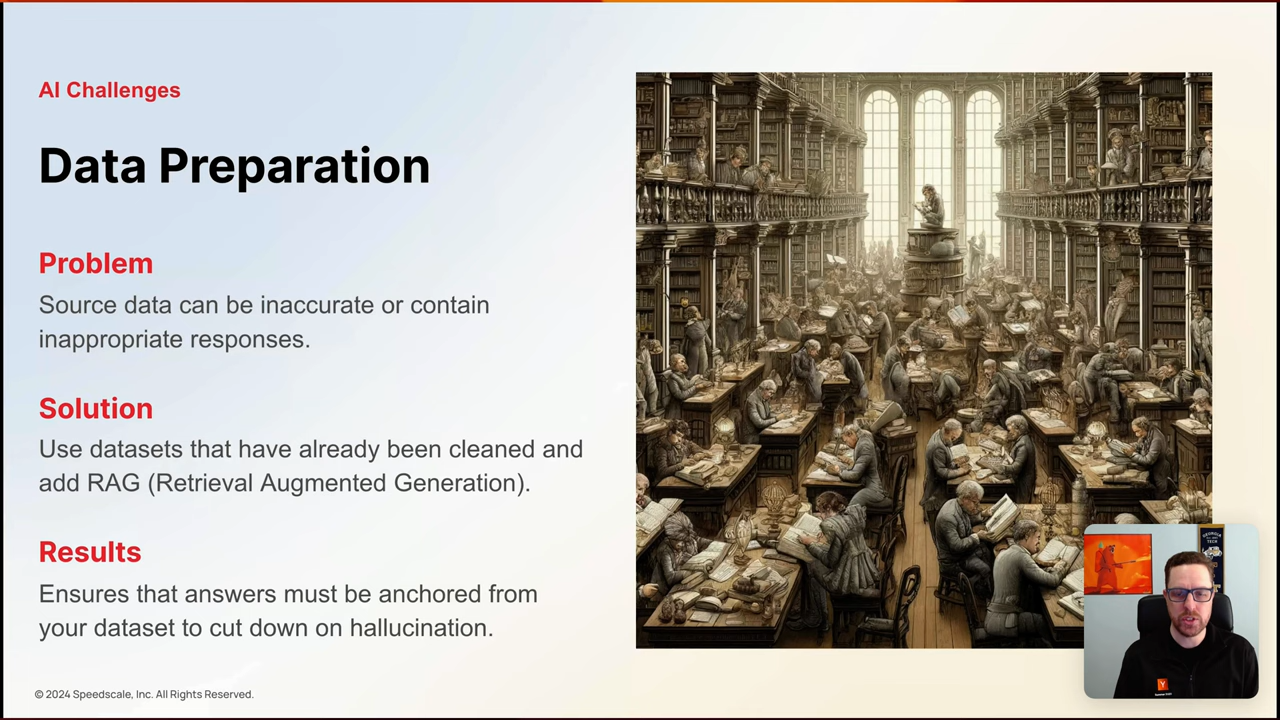 AI Challenges
Data Preparation
Problem
Source data can be inaccurate or contain
inappropriate responses.
Solution
Use datasets that have already been cleaned and
add RAG (Retrieval Augmented Generation).
Results
Ensures that answers must be anchored from
your dataset to cut down on hallucination.
© 2024 Speedscale, Inc. All Rights Reserved.
GEORGIA
TECH
Y